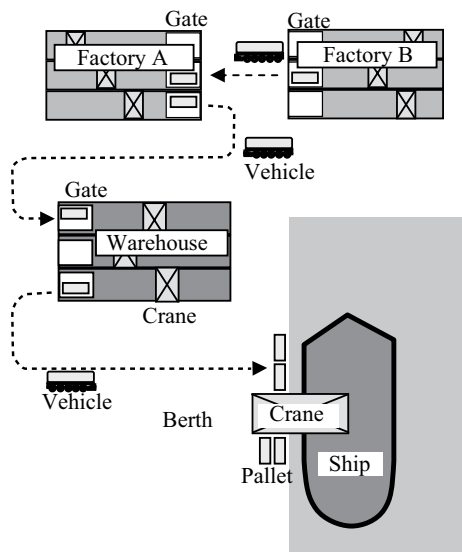 Gate
Gate
Factory A
Factory B
Vehicle
Gate
Warehouse
Crane
Vehicle
Berth
Crane
Pallet
Ship